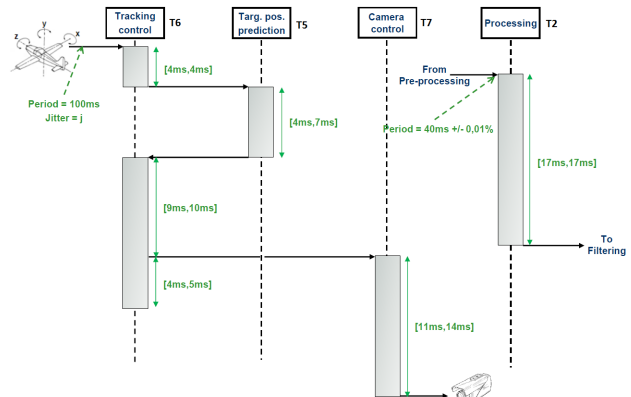 Tracking
control
T6
Targ. pos.
prediction
T5
Camera
control
T7
Processing
T2
y
z
x
Period = 100ms
Jitter = j
[4ms,4ms]
[4ms,7ms]
From
Pre-processing
Period = 40ms +/- 0,01%
[17ms,17ms]
[9ms,10ms]
To
Filtering
[4ms,5ms]
[11ms,14ms]